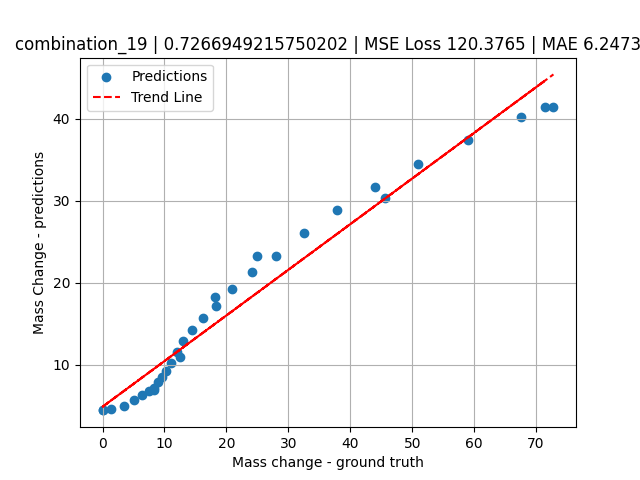 combination_19 | 0.7266949215750202 | MSE Loss 120.3765 | MAE 6.2473
Predictions
Trend Line
Mass Change - predictions
40
30
20
10
0 10 20 30 40 50 60 70
Mass change - ground truth